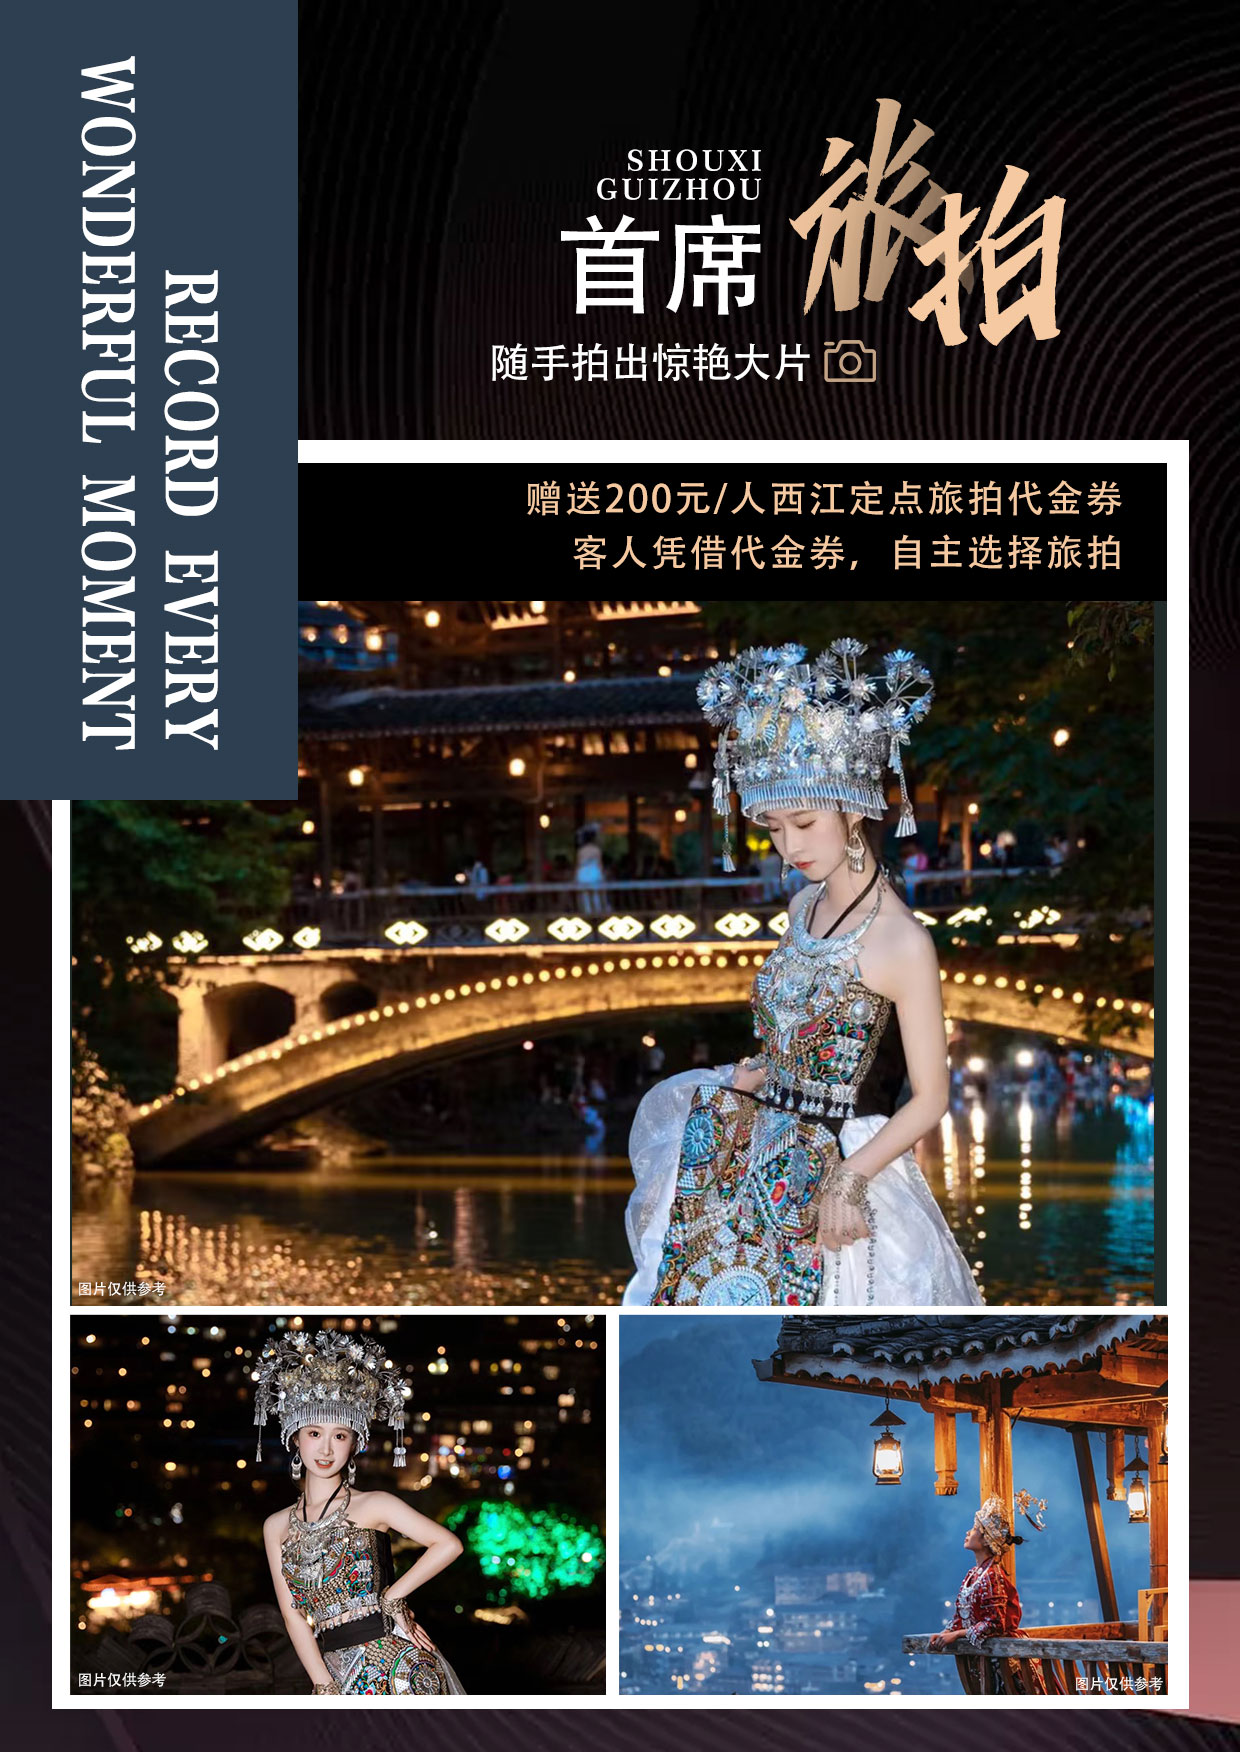 RECORD EVERY
WONDERFUL MOMENT
SHOUXI
GUIZHOU
首席
旅拍
随手拍出惊艳大片
赠送200元/人西江定点旅拍代金券
客人凭借代金券，自主选择旅拍
图片仅供参考
图片仅供参考
图片仅供参考